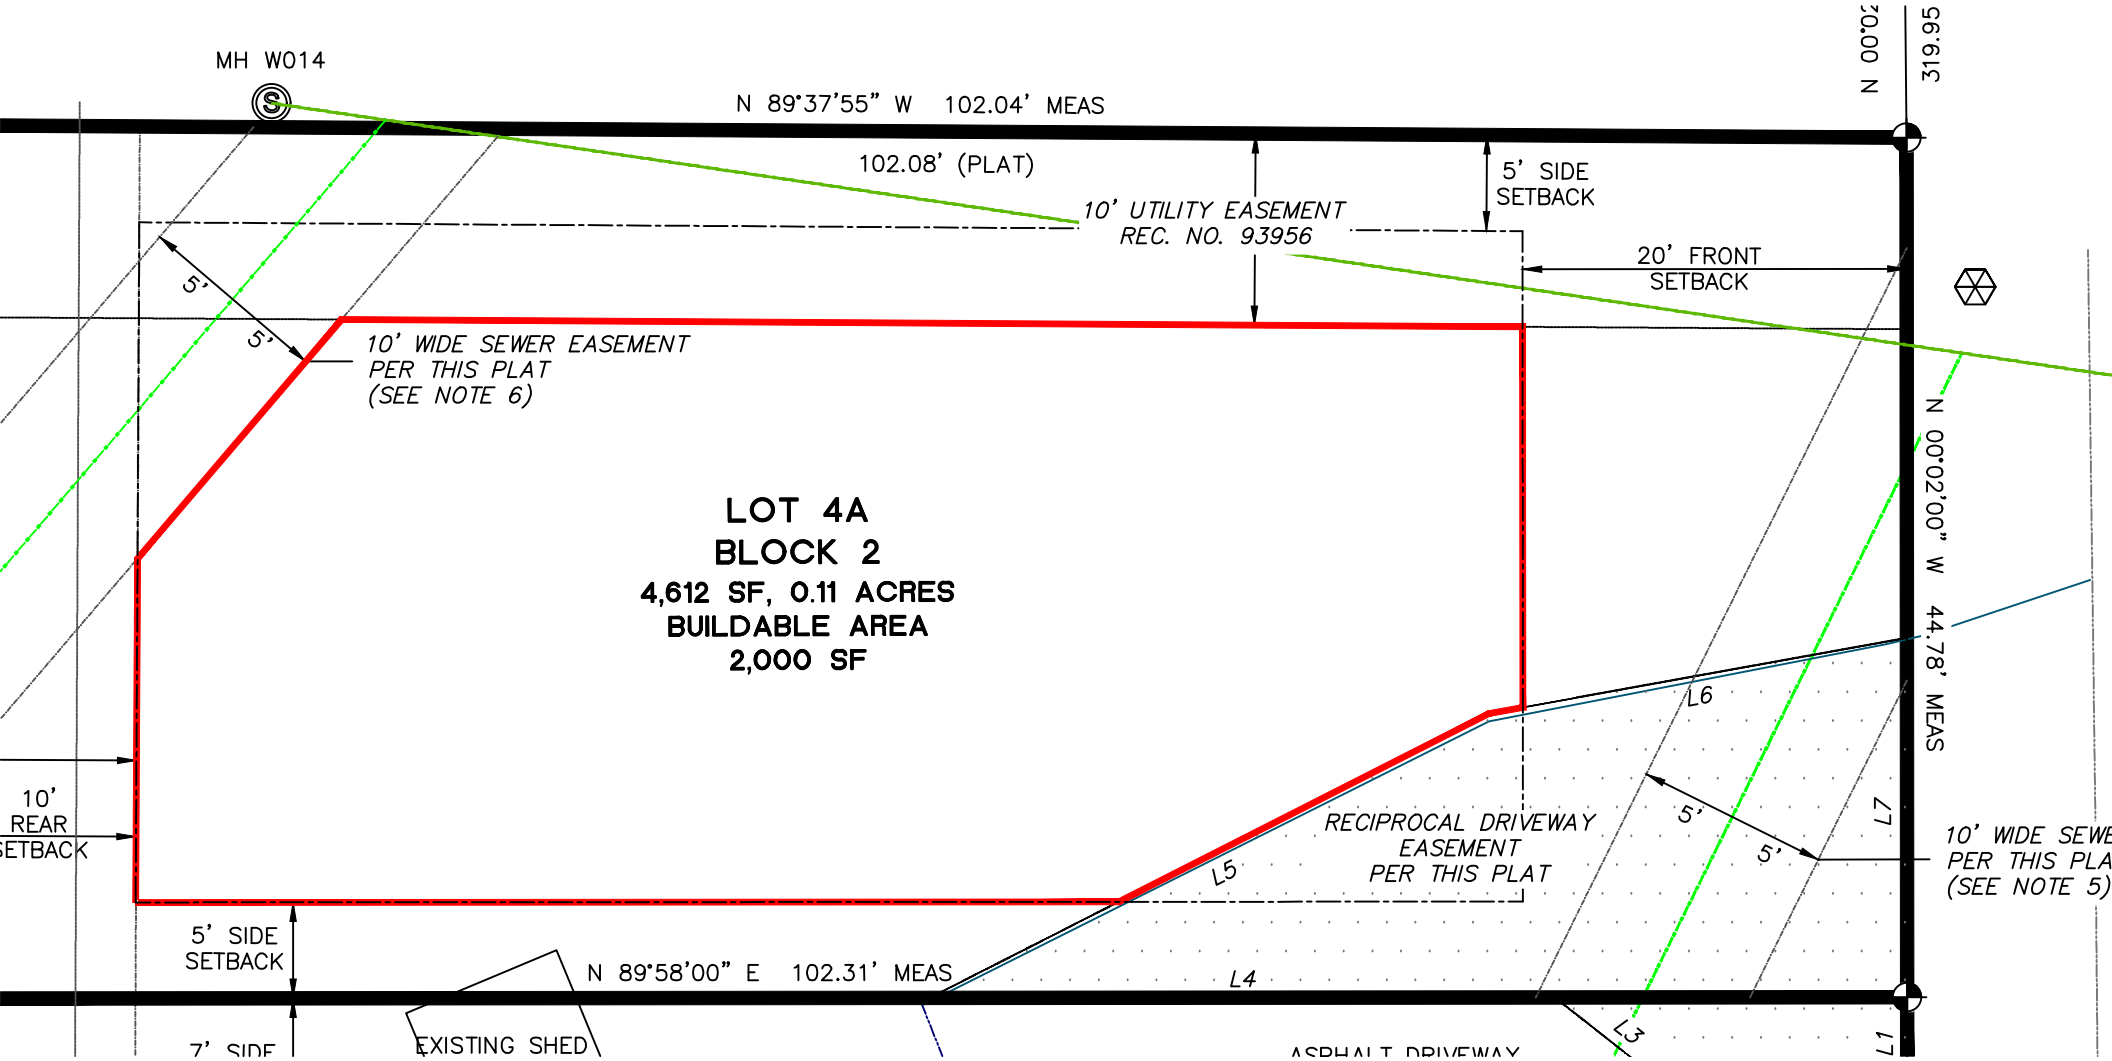 MH W014
S
N 89°37'55" W 102.04' MEAS
102.08' (PLAT)
N 00°02
319.95
5' SIDE
SETBACK
10' UTILITY EASEMENT
REC. NO. 93956
20' FRONT
SETBACK
5'
5'
10' WIDE SEWER EASEMENT
PER THIS PLAT
(SEE NOTE 6)
N 00°02'00" W 44.78' MEAS
LOT 4A
BLOCK 2
4,612 SF, 0.11 ACRES
BUILDABLE AREA
2,000 SF
L6
10'
REAR
SETBACK
L7
5'
5'
RECIPROCAL DRIVEWAY
EASEMENT
PER THIS PLAT
L5
10' WIDE SEWE
PER THIS PLA
(SEE NOTE 5)
5' SIDE
SETBACK
N 89°58'00" E 102.31' MEAS
L4
L3
L1
7' SIDE
EXISTING SHED
ASPHALT DRIVEWAY